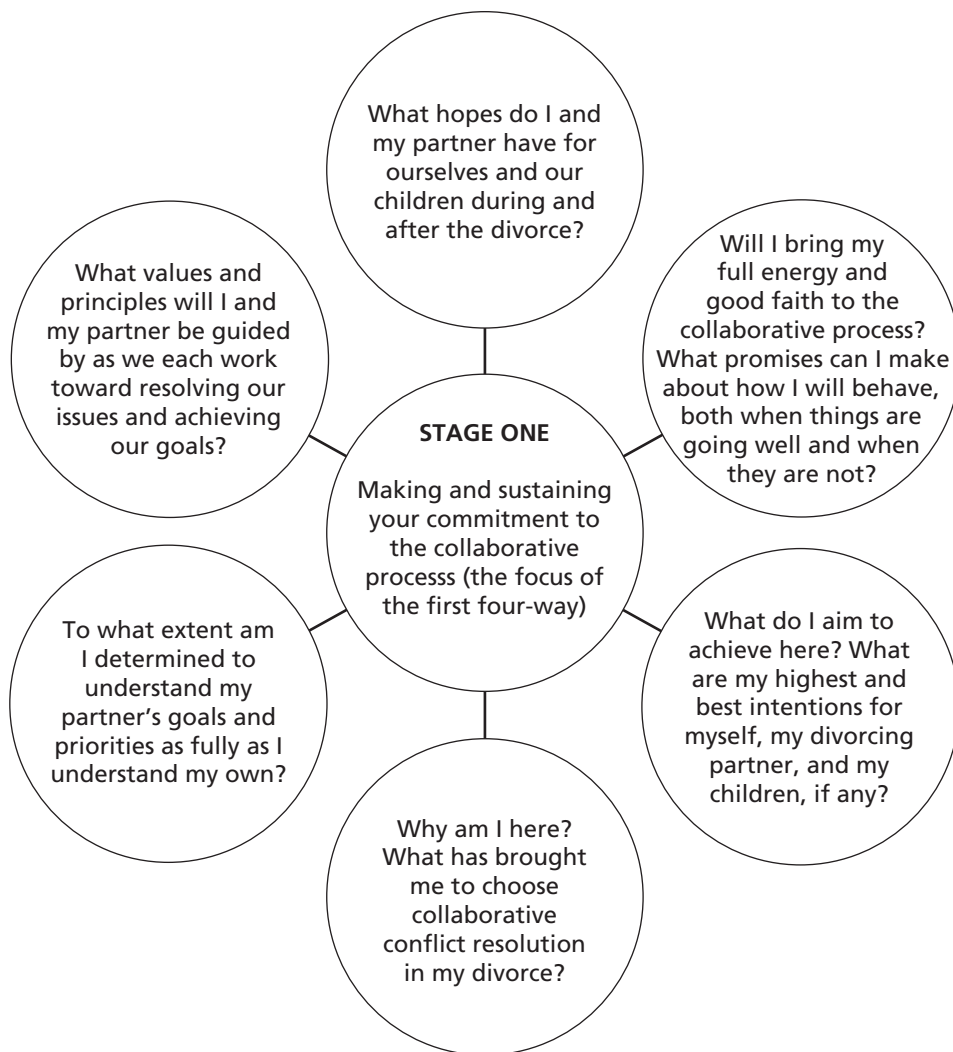 What hopes do I and
my partner have for
ourselves and our
children during and
after the divorce?
What values and
principles will I and
my partner be guided
by as we each work
toward resolving our
issues and achieving
our goals?
Will I bring my
full energy and
good faith to the
collaborative process?
What promises can I make
about how I will behave,
both when things are
going well and when
they are not?
STAGE ONE
Making and sustaining
your commitment to
the collaborative
processs (the focus of
the first four-way)
To what extent am
I determined to
understand my
partner’s goals and
priorities as fully as I
understand my own?
What do I aim to
achieve here? What
are my highest and
best intentions for
myself, my divorcing
partner, and my
children, if any?
Why am I here?
What has brought
me to choose
collaborative
conflict resolution
in my divorce?